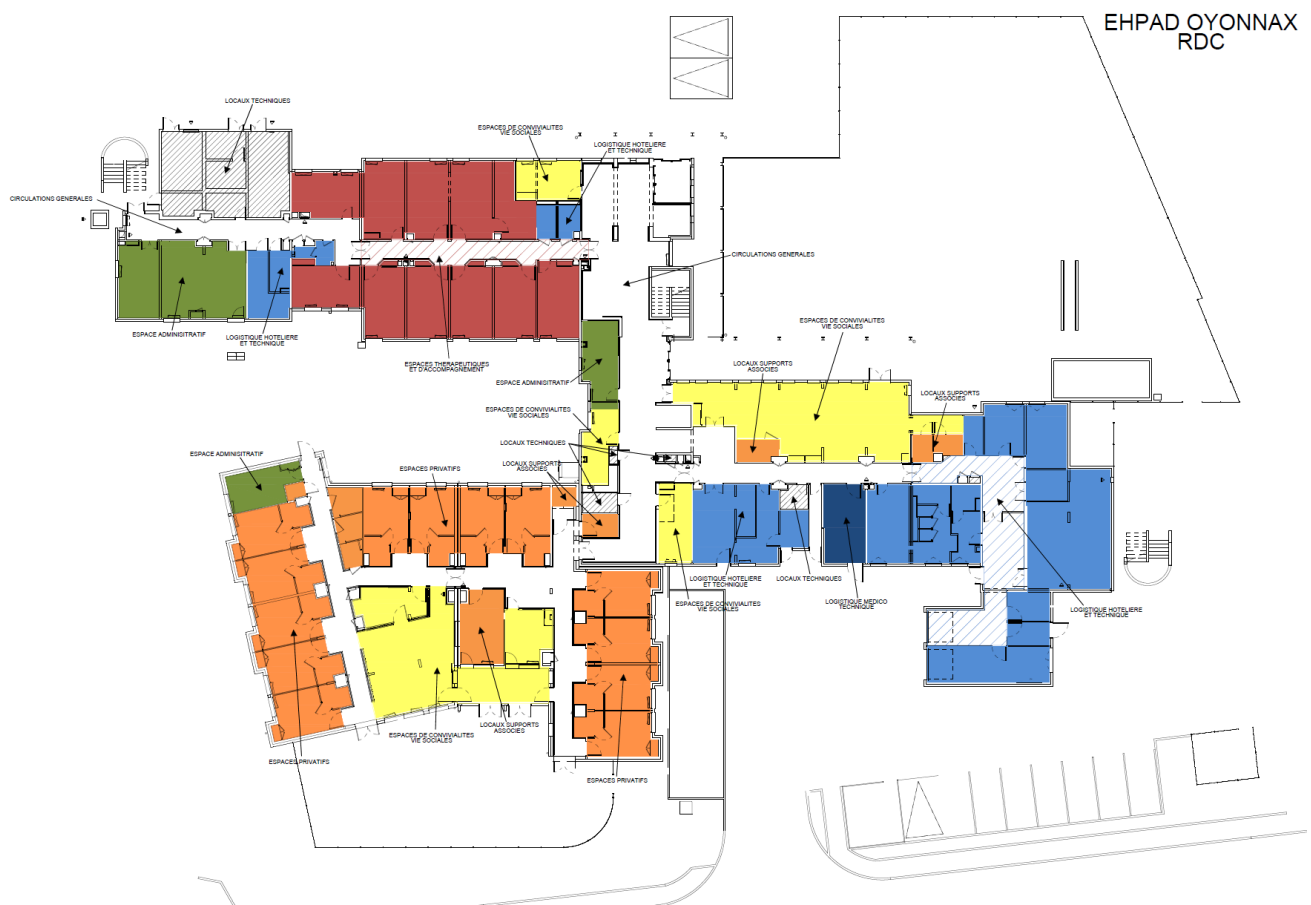 EHPAD OYONNAX
RDC
LOCAUX TECHNIQUES
ESPACES DE CONVIVIALITES
VIE SOCIALES
LOGISTIQUE HOTELIERE
ET TECHNIQUE
CIRCULATIONS GENERALES
CIRCULATIONS GENERALES
ESPACE ADMINISITRATIF
LOGISTIQUE HOTELIERE
ET TECHNIQUE
ESPACES DE CONVIVIALITES
VIE SOCIALES
ESPACES THERAPEUTIQUES
ET D'ACCOMPAGNEMENT
LOCAUX SUPPORTS
ASSOCIES
ESPACE ADMINISITRATIF
LOCAUX SUPPORTS
ASSOCIES
ESPACES DE CONVIVIALITES
VIE SOCIALES
LOCAUX TECHNIQUES
ESPACE ADMINISITRATIF
LOCAUX SUPPORTS
ASSOCIES
ESPACES PRIVATIFS
LOGISTIQUE HOTELIERE
ET TECHNIQUE
LOCAUX TECHNIQUES
ESPACES DE CONVIVIALITES
VIE SOCIALES
LOGISTIQUE MEDICO
TECHNIQUE
LOGISTIQUE HOTELIERE
ET TECHNIQUE
LOCAUX SUPPORTS
ASSOCIES
ESPACES DE CONVIVIALITES
VIE SOCIALES
ESPACES PRIVATIFS
ESPACES PRIVATIFS